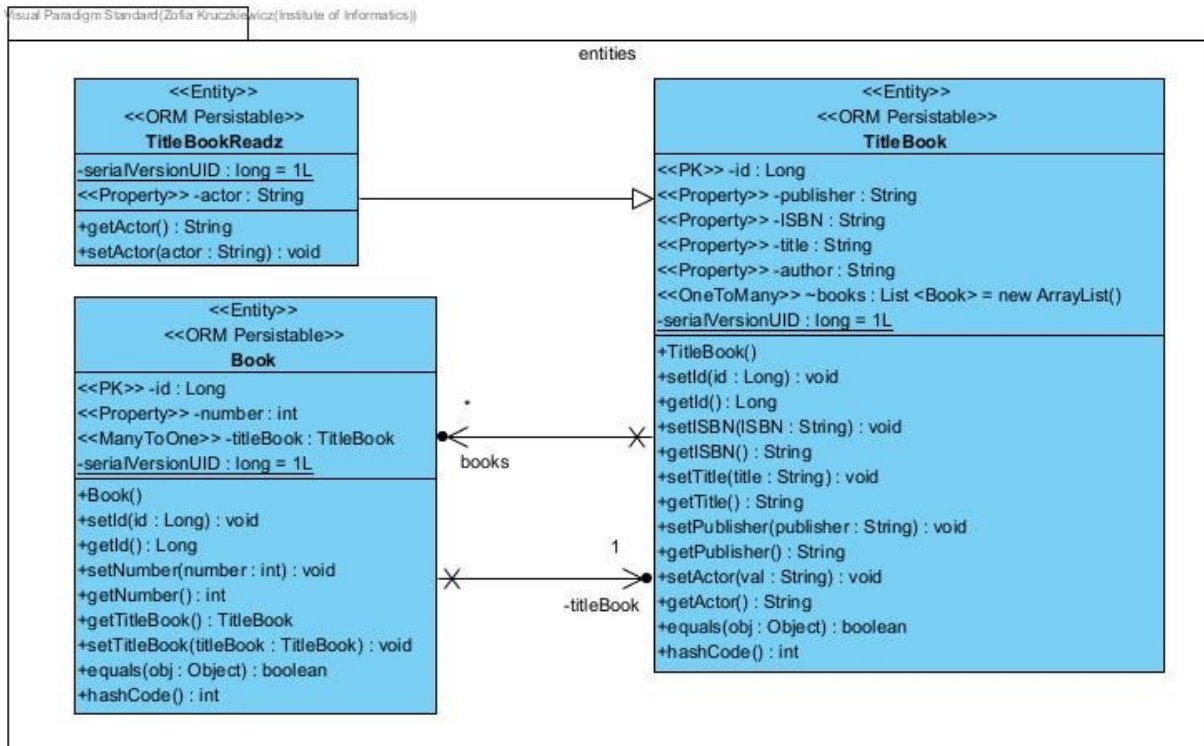 Visual Paradigm Standard(Zofia Kruczkiewicz(Institute of Informatics))
entities
<<Entity>>
<<ORM Persistable>>
TitleBookReadz
-serialVersionUID : long = 1L
<<Property>> -actor : String
+getActor() : String
+setActor(actor : String) : void
<<Entity>>
<<ORM Persistable>>
TitleBook
<<PK>> -id : Long
<<Property>> -publisher : String
<<Property>> -ISBN : String
<<Property>> -title : String
<<Property>> -author : String
<<OneToMany>> ~books : List <Book> = new ArrayList()
-serialVersionUID : long = 1L
+TitleBook()
+setId(id : Long) : void
+getId() : Long
+setISBN(ISBN : String) : void
+getISBN() : String
+setTitle(title : String) : void
+getTitle() : String
+setPublisher(publisher : String) : void
+getPublisher() : String
+setActor(val : String) : void
+getActor() : String
+equals(obj : Object) : boolean
+hashCode() : int
<<Entity>>
<<ORM Persistable>>
Book
<<PK>> -id : Long
<<Property>> -number : int
<<ManyToOne>> -titleBook : TitleBook
-serialVersionUID : long = 1L
+Book()
+setId(id : Long) : void
+getId() : Long
+setNumber(number : int) : void
+getNumber() : int
+getTitleBook() : TitleBook
+setTitleBook(titleBook : TitleBook) : void
+equals(obj : Object) : boolean
+hashCode() : int
*
books
1
-titleBook